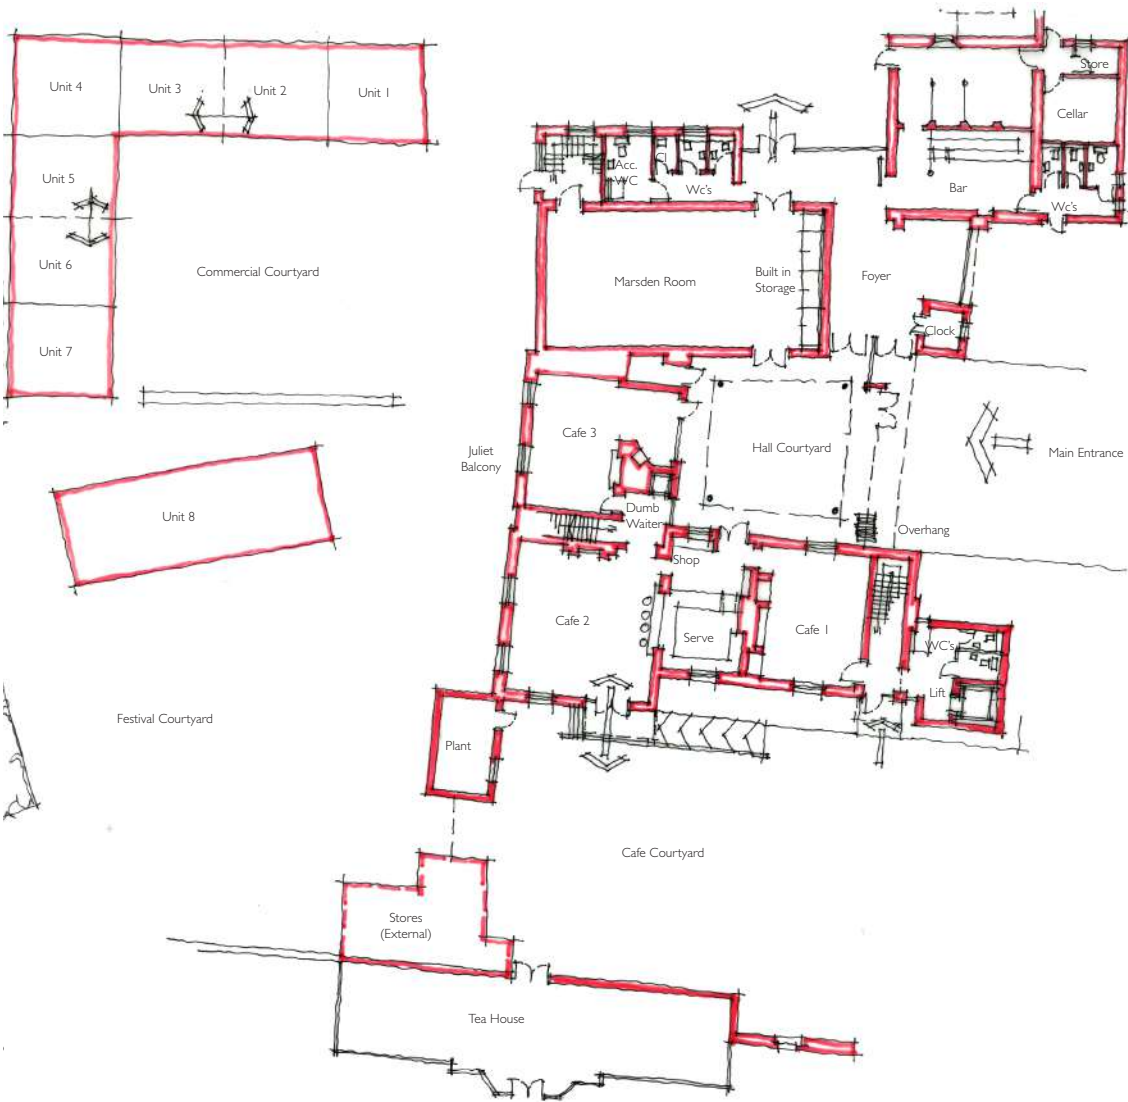 Store
Unit 4
Unit 3
Unit 2
Unit 1
Cellar
Acc.
WC
Cl
Wc's
Unit 5
Bar
Wc's
Unit 6
Commercial Courtyard
Marsden Room
Built in
Storage
Foyer
Clock
Unit 7
Cafe 3
Juliet
Balcony
Hall Courtyard
Main Entrance
Unit 8
Dumb
Waiter
Overhang
Shop
Cafe 2
Serve
Cafe 1
WC's
Lift
Festival Courtyard
Plant
Cafe Courtyard
Stores
(External)
Tea House